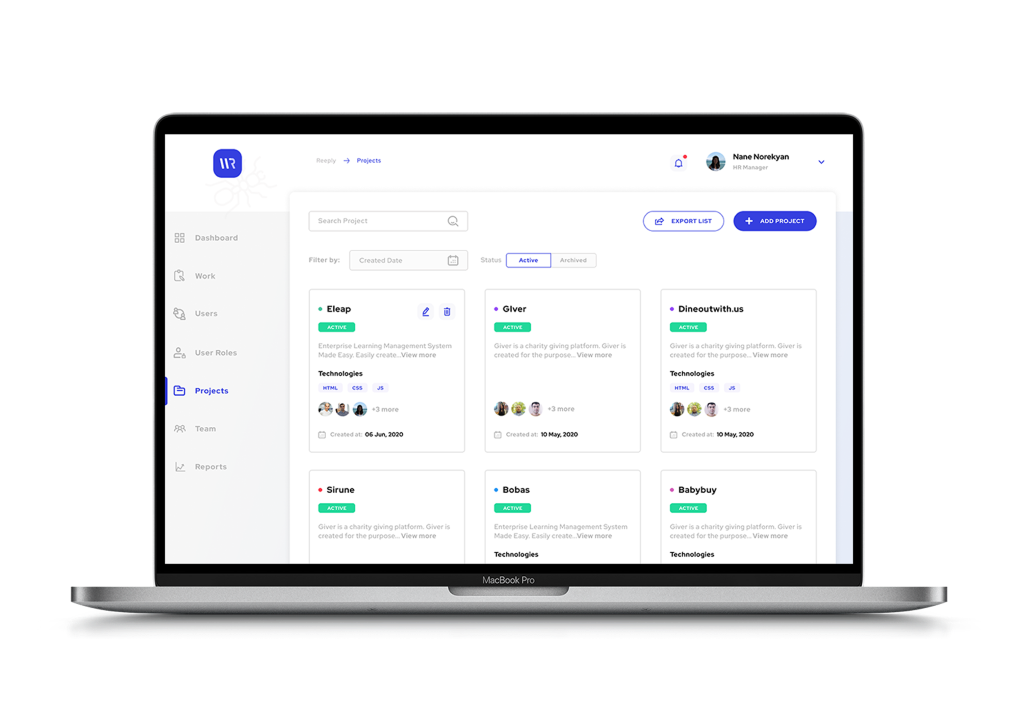 Reeply → Projects
Nane Norekyan
HR Manager
Search Project
EXPORT LIST
+ ADD PROJECT
Dashboard
Work
Users
User Roles
Projects
Team
Reports
Filter by:
Created Date
Status
Active
Archived
Eleap
ACTIVE
Enterprise Learning Management System
Made Easy. Easily create...View more
Technologies
HTML CSS JS
+3 more
Created at: 06 Jun, 2020
GIver
ACTIVE
Giver is a charity giving platform. Giver is
created for the purpose... View more
+3 more
Created at: 10 May, 2020
Dineoutwith.us
ACTIVE
Giver is a charity giving platform. Giver is
created for the purpose... View more
Technologies
HTML CSS JS
+3 more
Created at: 10 May, 2020
Sirune
ACTIVE
Giver is a charity giving platform. Giver is
created for the purpose... View more
Bobas
ACTIVE
Enterprise Learning Management System
Made Easy. Easily create...View more
Technologies
Babybuy
ACTIVE
Giver is a charity giving platform. Giver is
created for the purpose... View more
Technologies
MacBook Pro